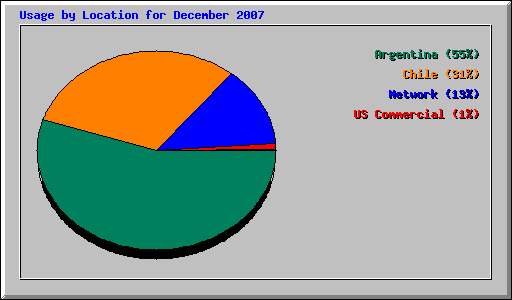 Usage by Location for December 2007
Argentina (55%)
Chile (31%)
Network (13%)
US Commercial (1%)